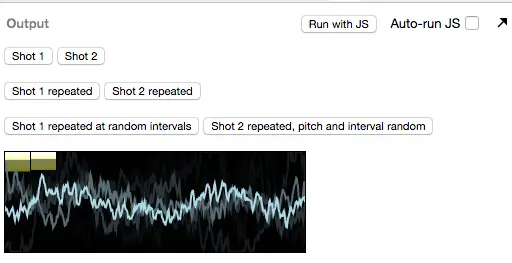 Output Run with JS Auto-run JS
Shot 1 Shot 2
Shot 1 repeated Shot 2 repeated
Shot 1 repeated at random intervals Shot 2 repeated, pitch and interval random